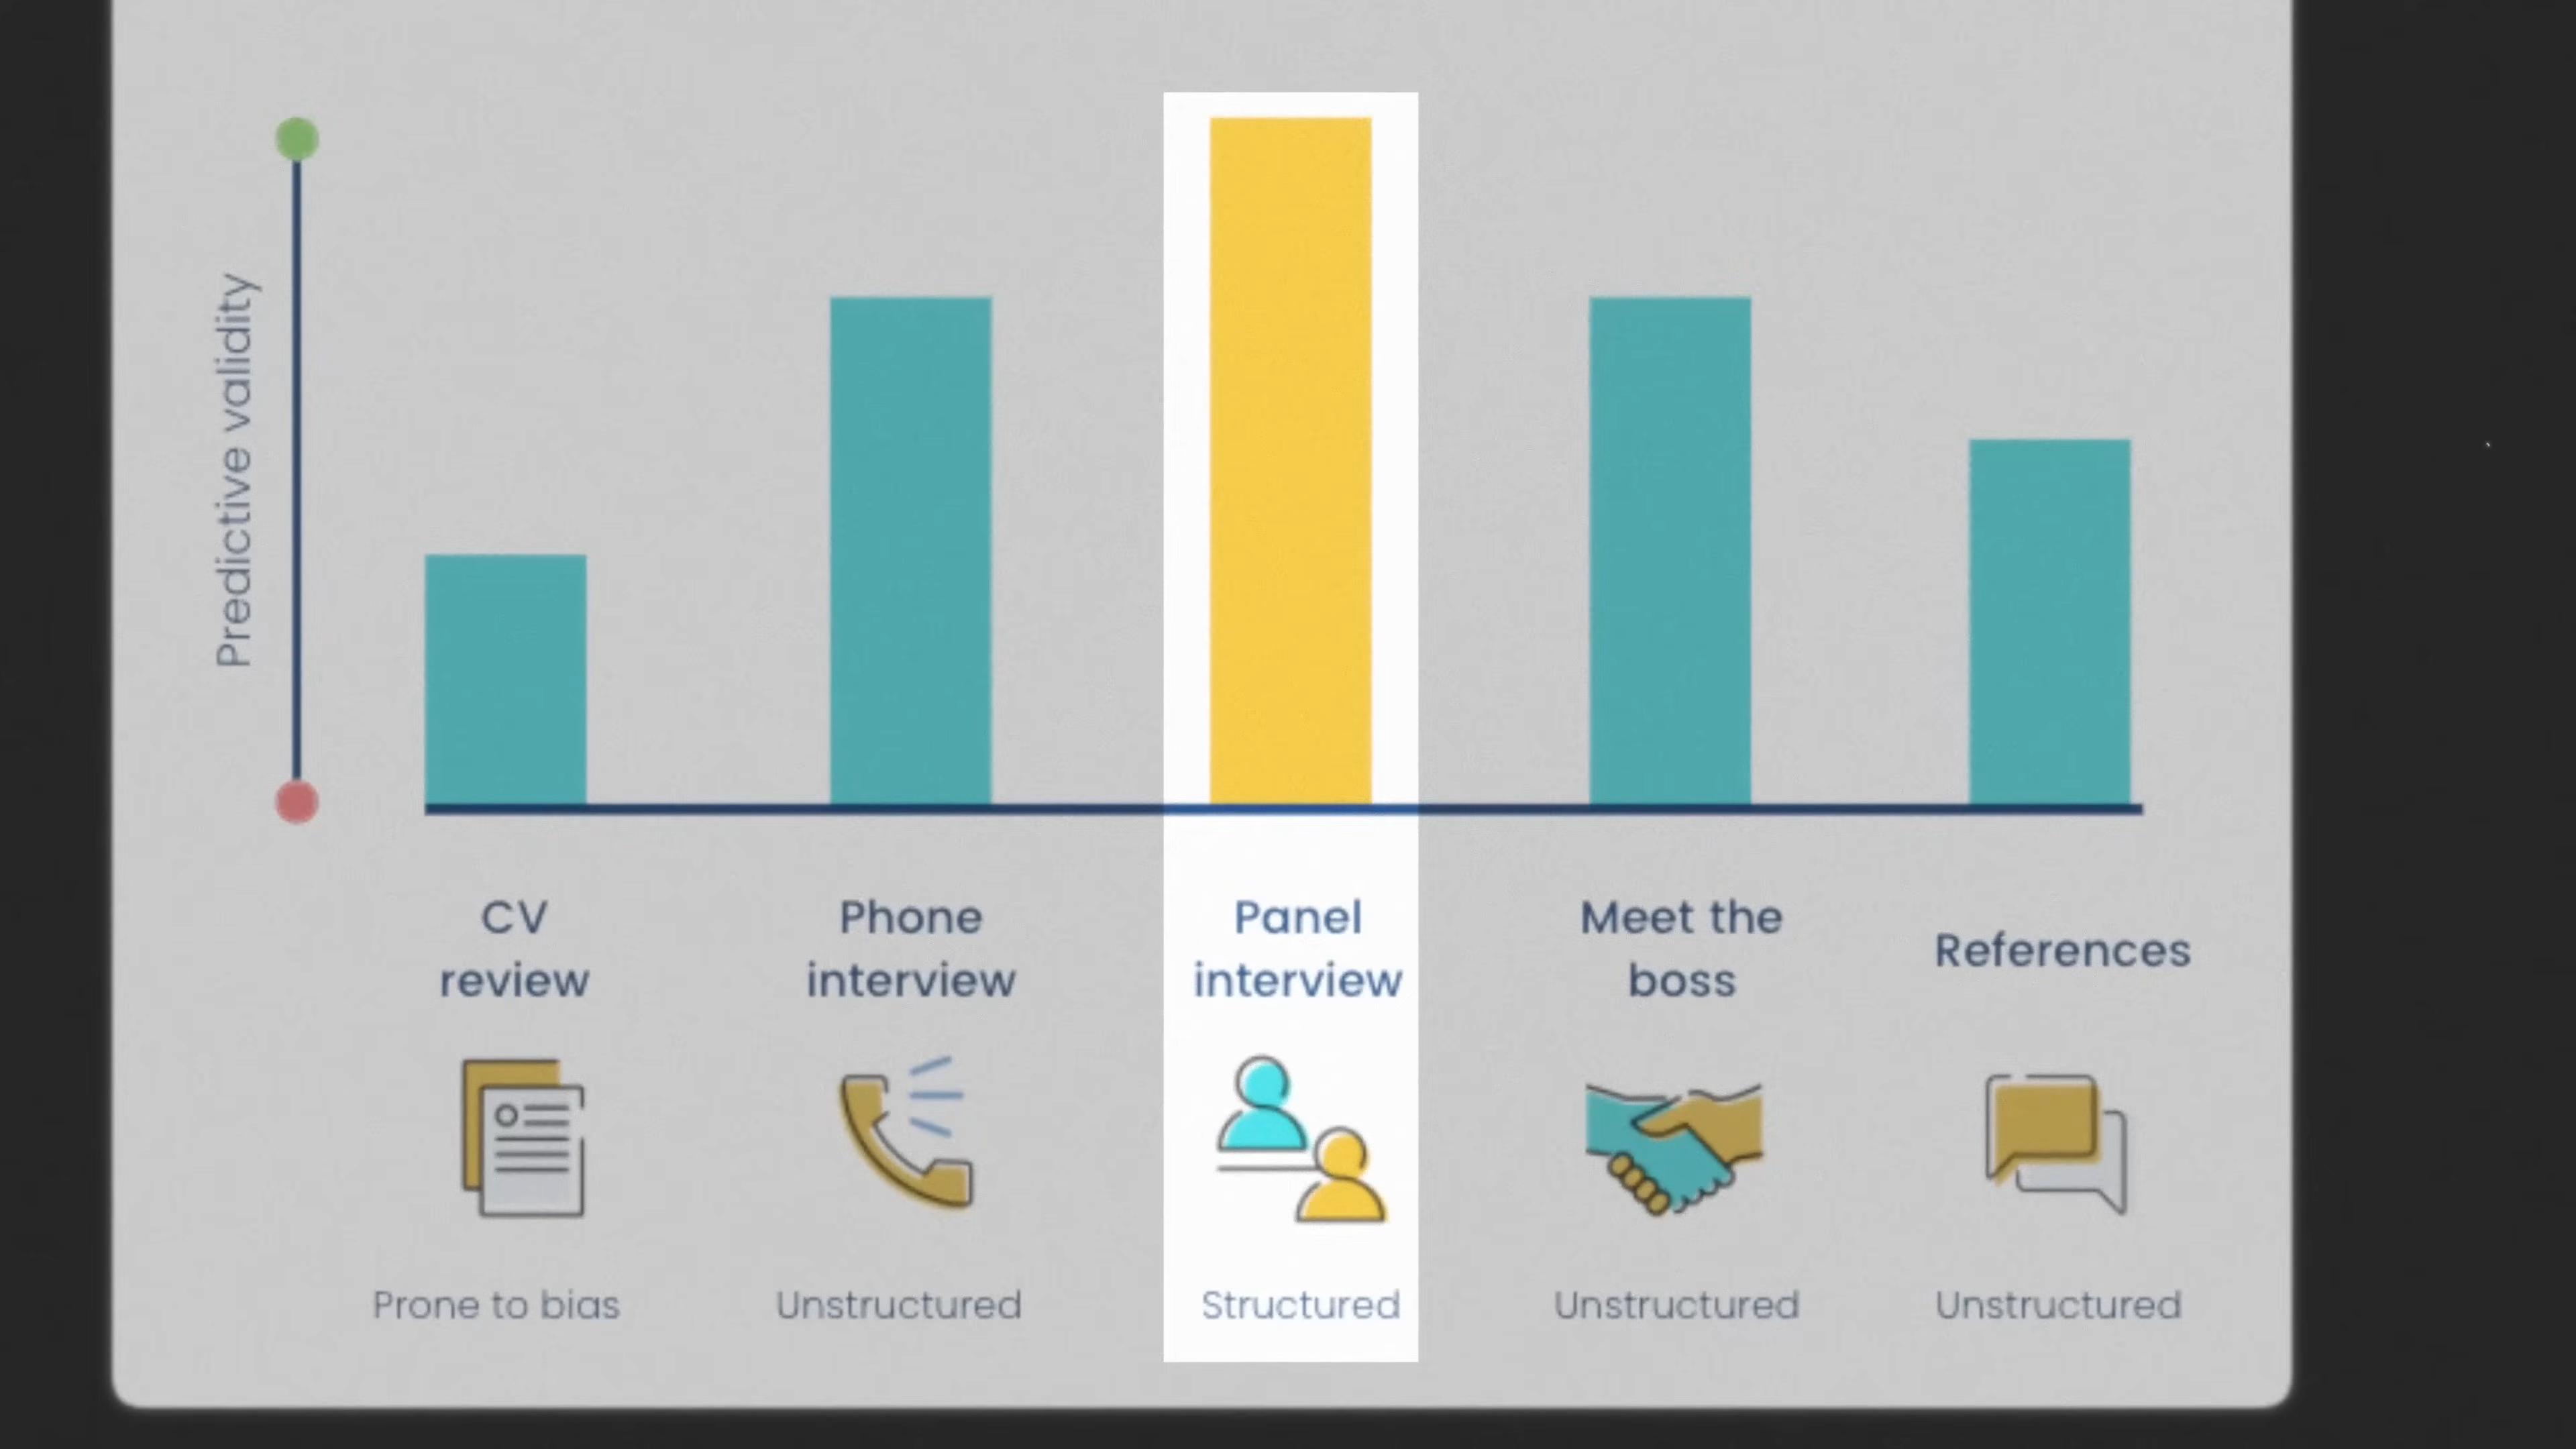 Predictive validity
CV
review
Phone
interview
Panel
interview
Meet the
boss
References
Prone to bias
Unstructured
Structured
Unstructured
Unstructured